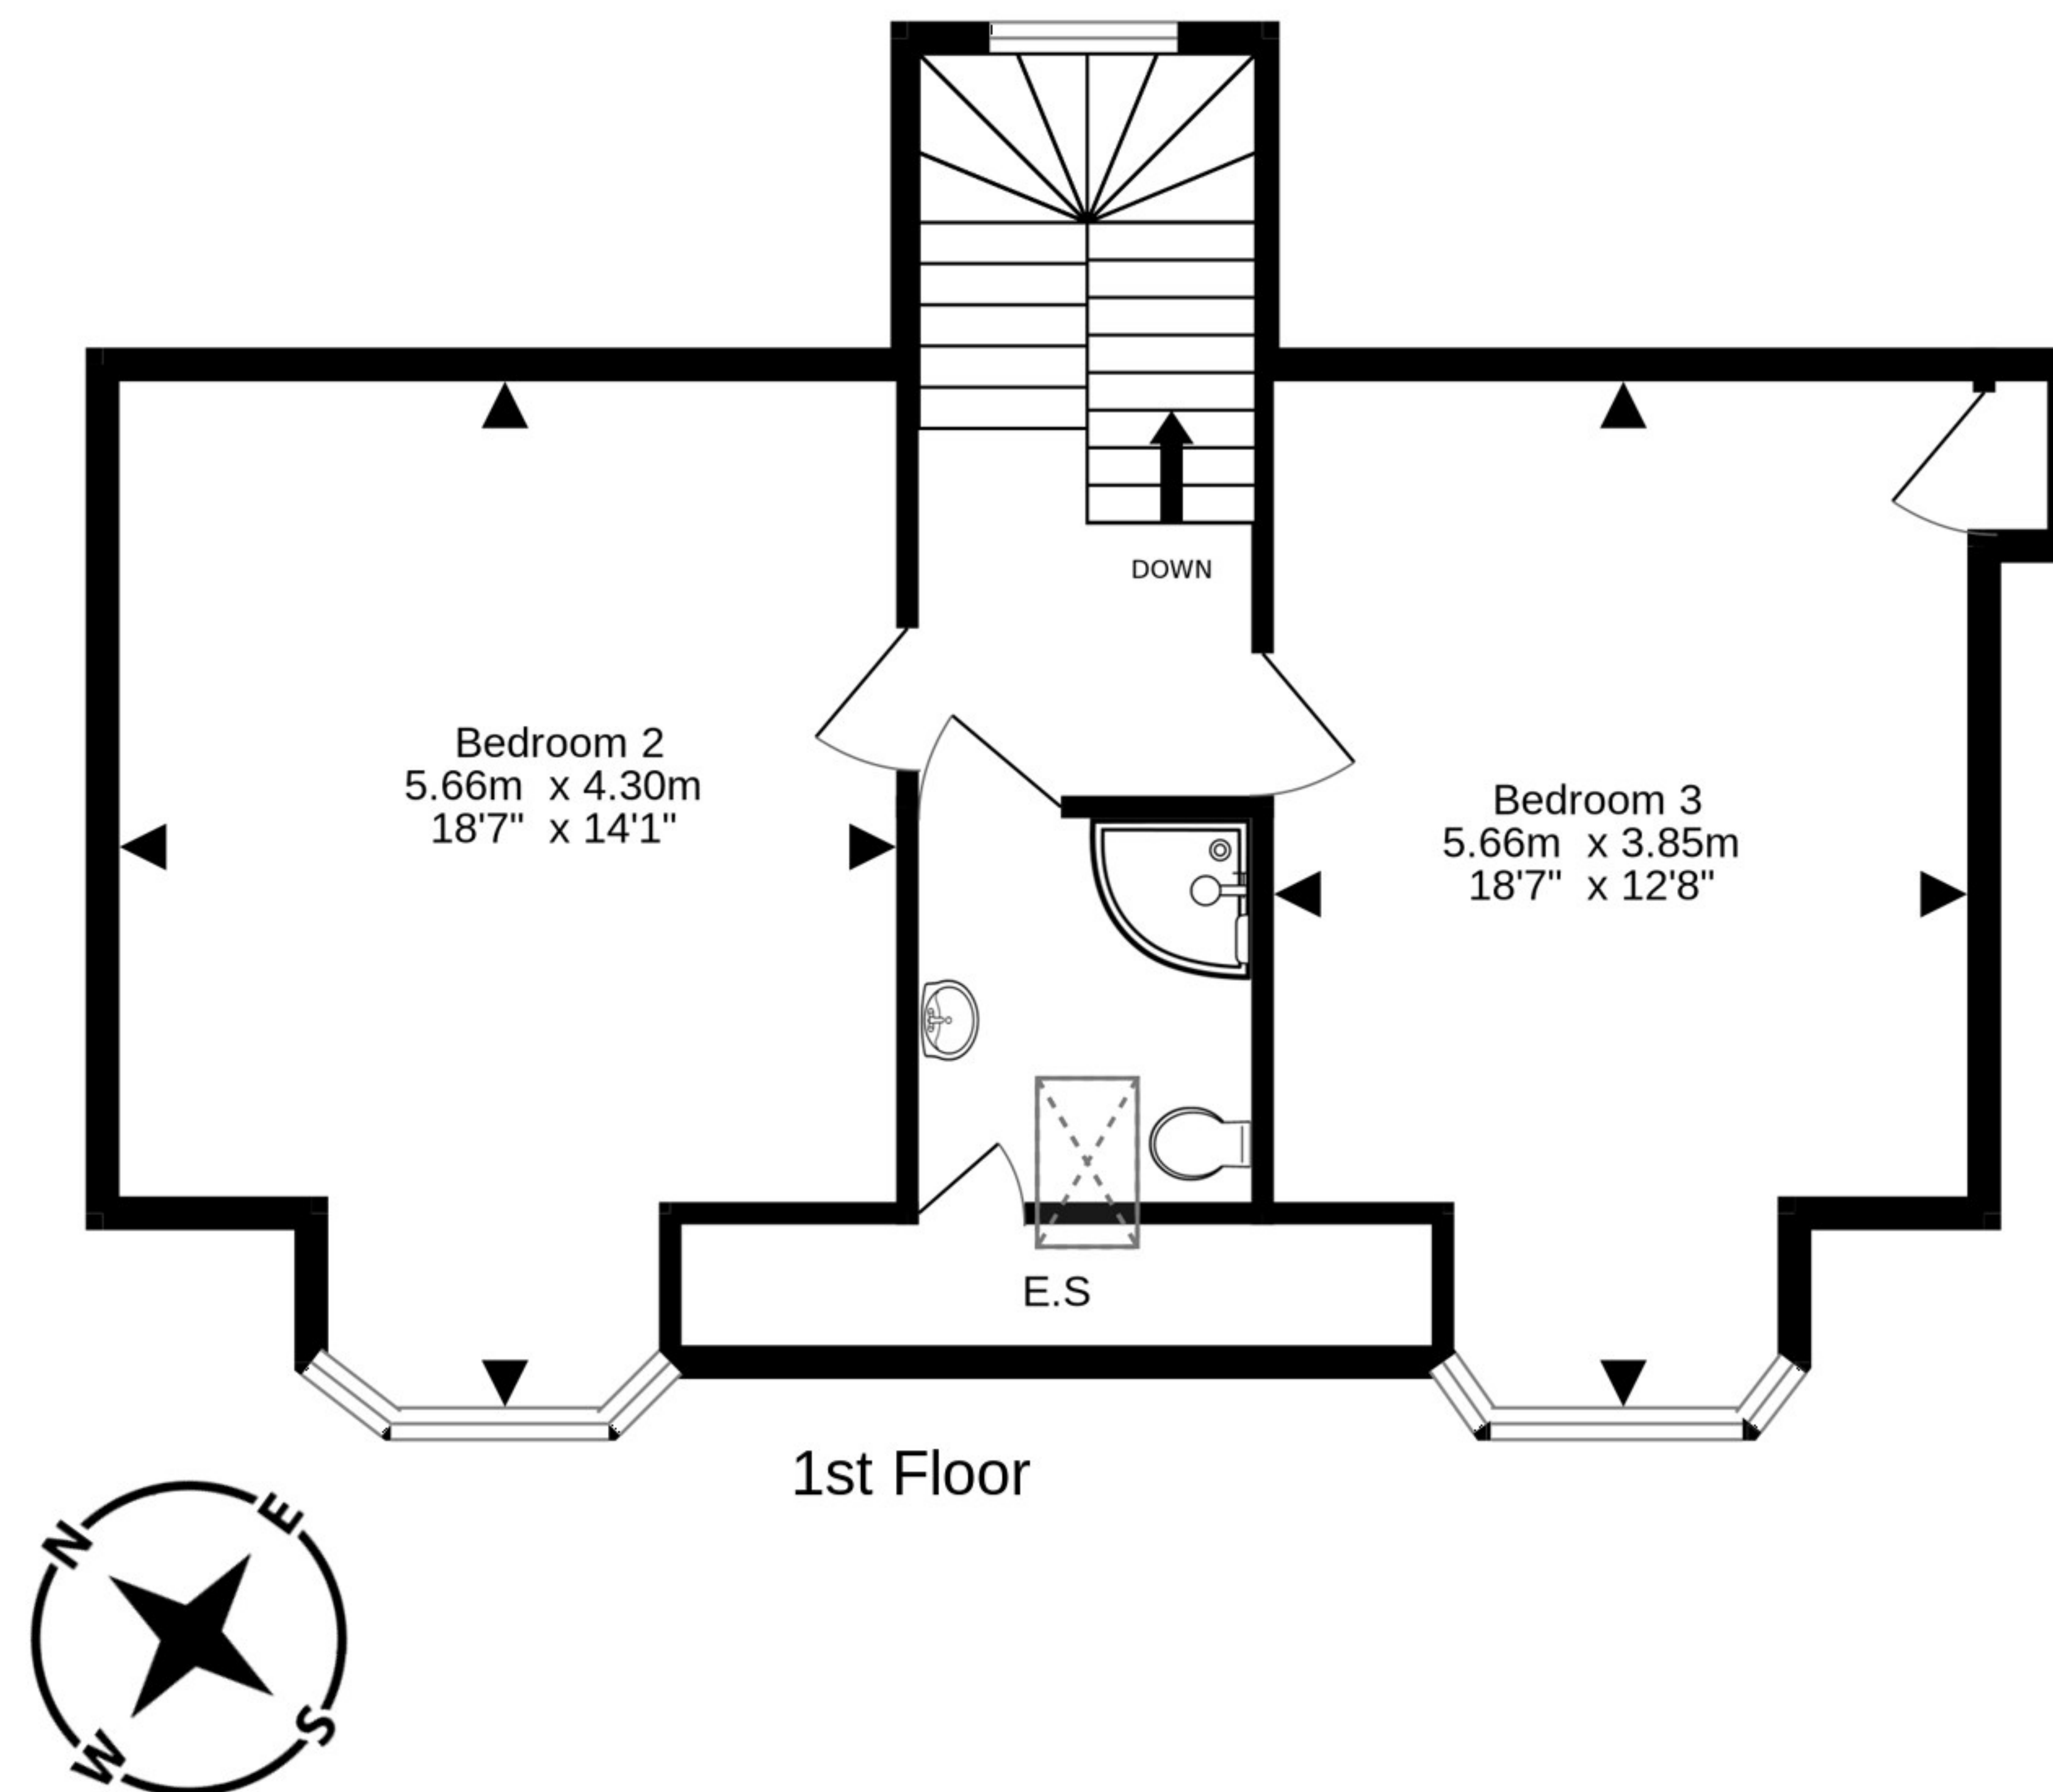 DOWN
Bedroom 2
5.66m x 4.30m
18'7" x 14'1"
Bedroom 3
5.66m x 3.85m
18'7" x 12'8"
E.S
1st Floor
N
E
W
S